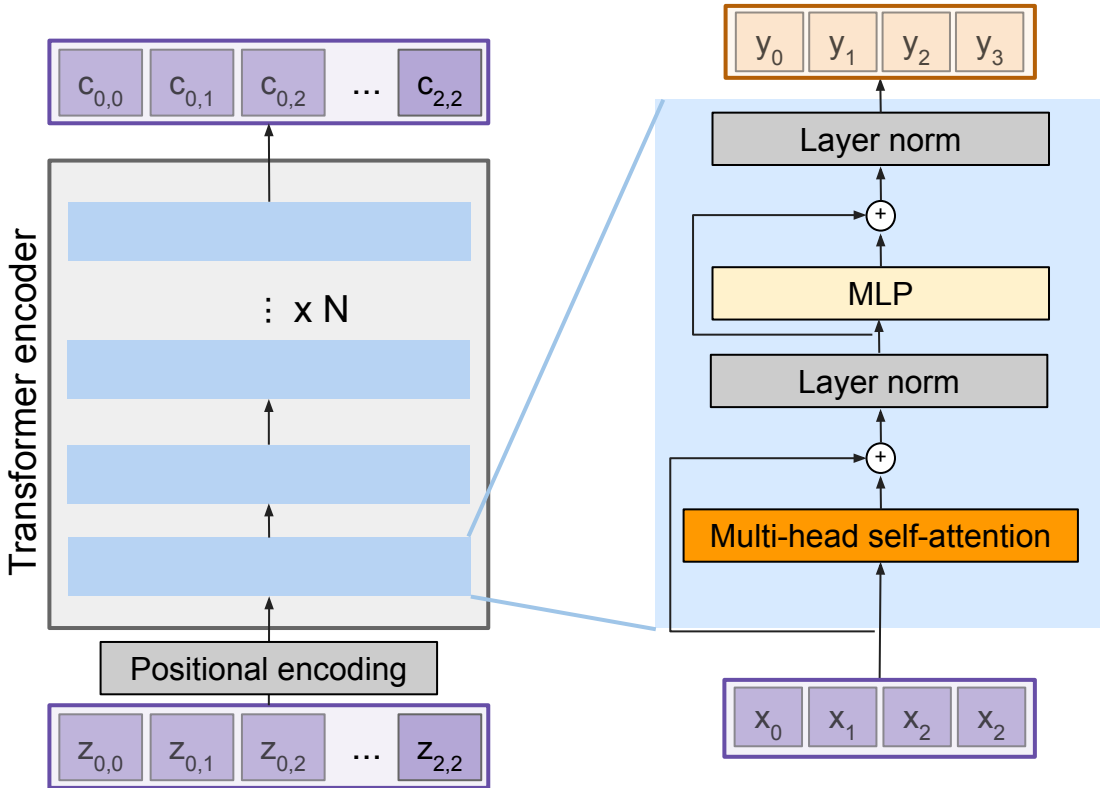 c0,0 c0,1 c0,2 ... c2,2
Transformer encoder
⋮ x N
Positional encoding
z0,0 z0,1 z0,2 ... z2,2
y0 y1 y2 y3
Layer norm
+
MLP
Layer norm
+
Multi-head self-attention
x0 x1 x2 x2